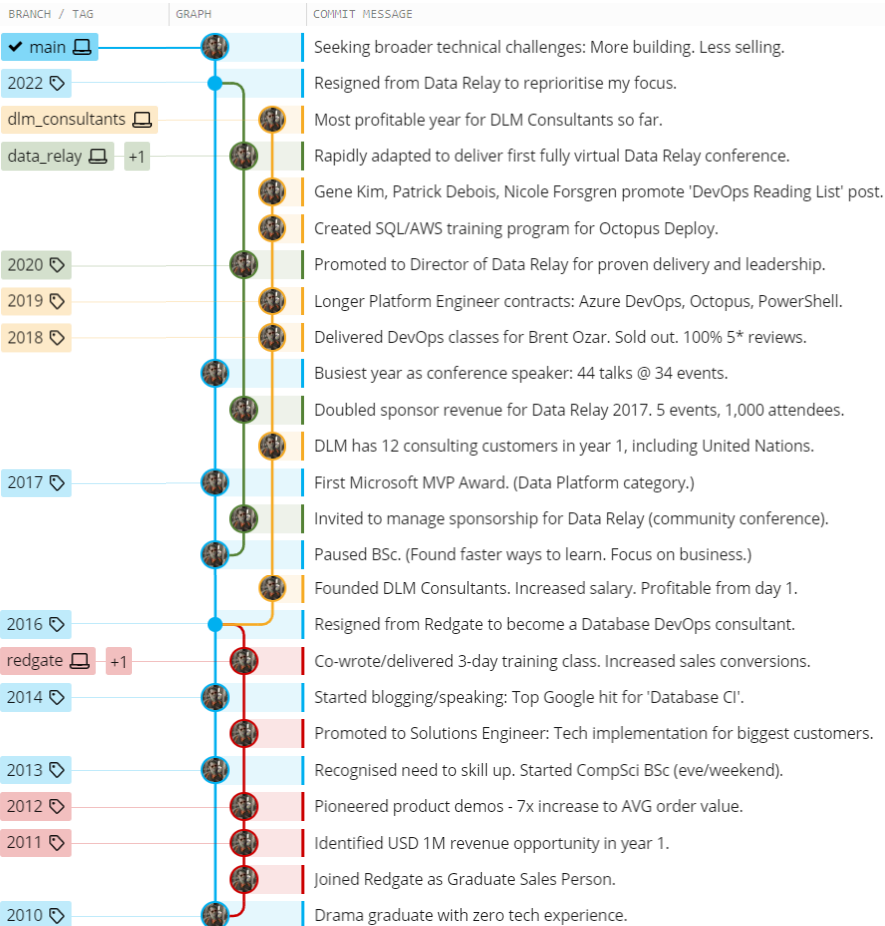 BRANCH / TAG GRAPH COMMIT MESSAGE
main Seeking broader technical challenges: More building. Less selling.
2022 Resigned from Data Relay to reprioritise my focus.
dlm_consultants Most profitable year for DLM Consultants so far.
data_relay +1 Rapidly adapted to deliver first fully virtual Data Relay conference.
Gene Kim, Patrick Debois, Nicole Forsgren promote 'DevOps Reading List' post.
Created SQL/AWS training program for Octopus Deploy.
2020 Promoted to Director of Data Relay for proven delivery and leadership.
2019 Longer Platform Engineer contracts: Azure DevOps, Octopus, PowerShell.
2018 Delivered DevOps classes for Brent Ozar. Sold out. 100% 5* reviews.
Busiest year as conference speaker: 44 talks @ 34 events.
Doubled sponsor revenue for Data Relay 2017. 5 events, 1,000 attendees.
DLM has 12 consulting customers in year 1, including United Nations.
2017 First Microsoft MVP Award. (Data Platform category.)
Invited to manage sponsorship for Data Relay (community conference).
Paused BSc. (Found faster ways to learn. Focus on business.)
Founded DLM Consultants. Increased salary. Profitable from day 1.
2016 Resigned from Redgate to become a Database DevOps consultant.
redgate +1 Co-wrote/delivered 3-day training class. Increased sales conversions.
2014 Started blogging/speaking: Top Google hit for 'Database CI'.
Promoted to Solutions Engineer: Tech implementation for biggest customers.
2013 Recognised need to skill up. Started CompSci BSc (eve/weekend).
2012 Pioneered product demos - 7x increase to AVG order value.
2011 Identified USD 1M revenue opportunity in year 1.
Joined Redgate as Graduate Sales Person.
2010 Drama graduate with zero tech experience.